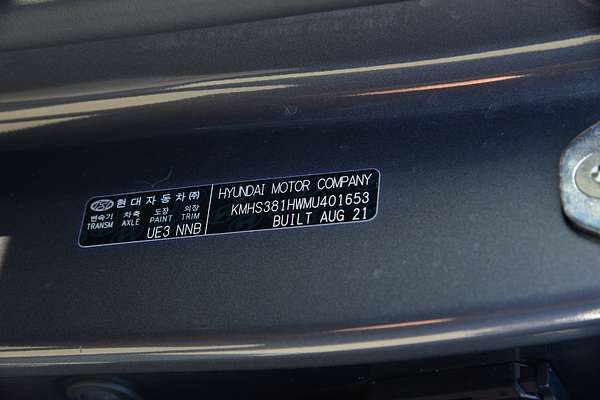 현대자동차㈜
변속기 차축 도장 의장
TRANSM AXLE PAINT TRIM
UE3 NNB
HYUNDAI MOTOR COMPANY
KMHS381HWMU401653
BUILT AUG 21